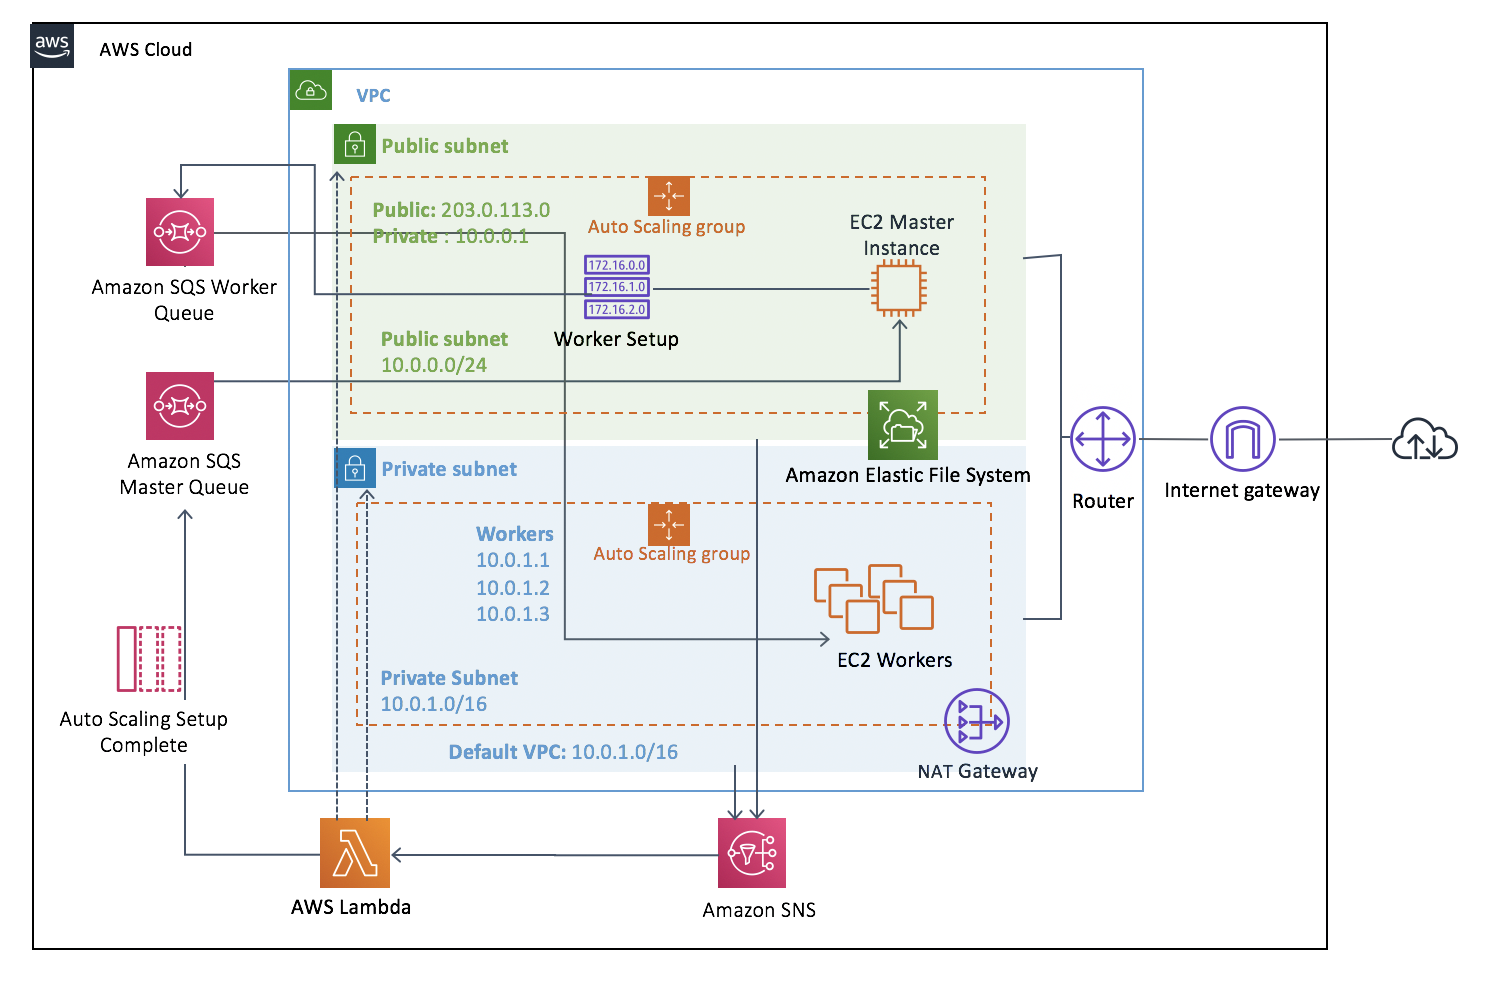 aws
AWS Cloud
VPC
Public subnet
Public: 203.0.113.0
Private : 10.0.0.1
Auto Scaling group
EC2 Master
Instance
172.16.0.0
172.16.1.0
172.16.2.0
Worker Setup
Amazon SQS Worker
Queue
Public subnet
10.0.0.0/24
Amazon SQS
Master Queue
Amazon Elastic File System
Private subnet
Router
Internet gateway
Workers
10.0.1.1
10.0.1.2
10.0.1.3
Auto Scaling group
EC2 Workers
Private Subnet
10.0.1.0/16
Auto Scaling Setup
Complete
Default VPC: 10.0.1.0/16
NAT Gateway
AWS Lambda
Amazon SNS